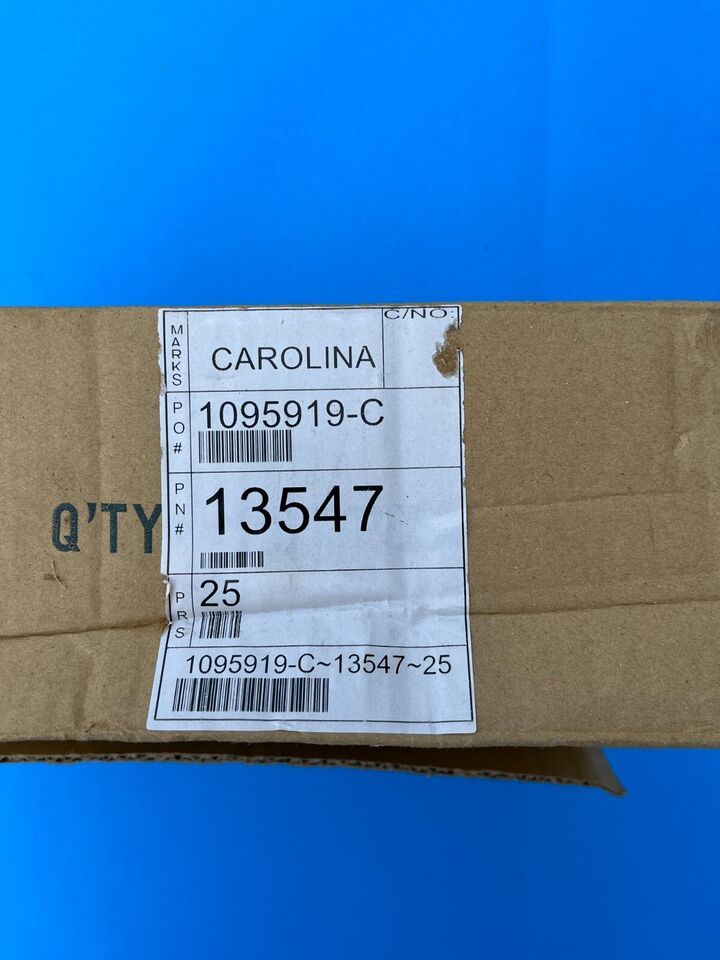 MARKS
CAROLINA
C/NO:
PO#
1095919-C
Q'TY
PN#
13547
PRS
25
1095919-C~13547~25